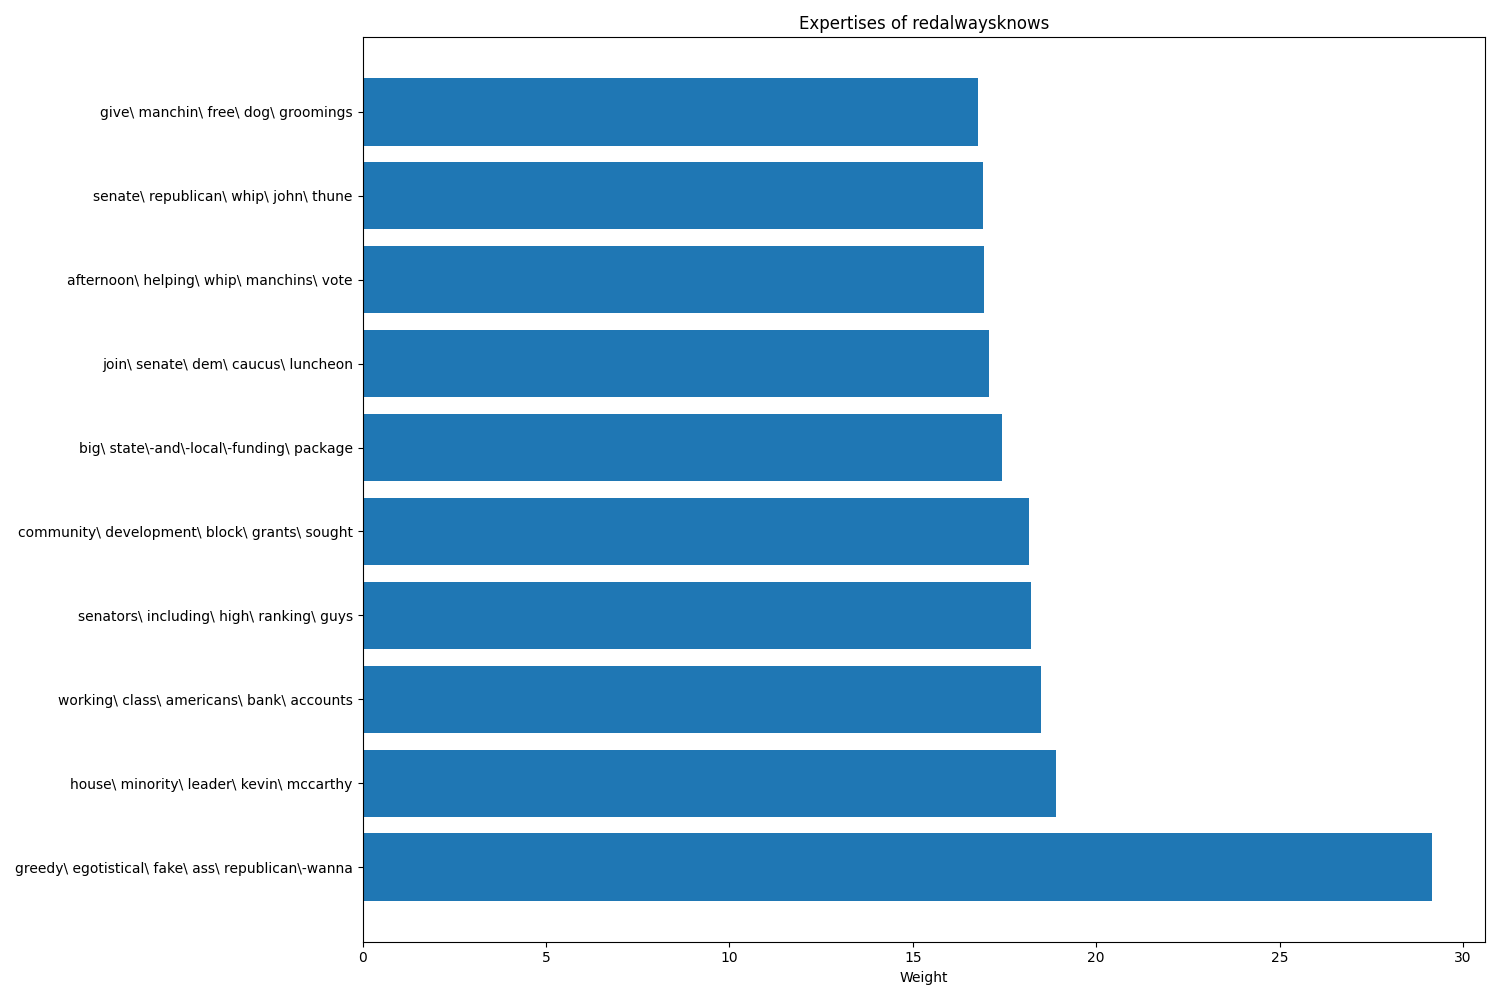 Expertises of redalwaysknows
give\ manchin\ free\ dog\ groomings
senate\ republican\ whip\ john\ thune
afternoon\ helping\ whip\ manchins\ vote
join\ senate\ dem\ caucus\ luncheon
big\ state\-and\-local\-funding\ package
community\ development\ block\ grants\ sought
senators\ including\ high\ ranking\ guys
working\ class\ americans\ bank\ accounts
house\ minority\ leader\ kevin\ mccarthy
greedy\ egotistical\ fake\ ass\ republican\-wanna
0 5 10 15 20 25 30
Weight